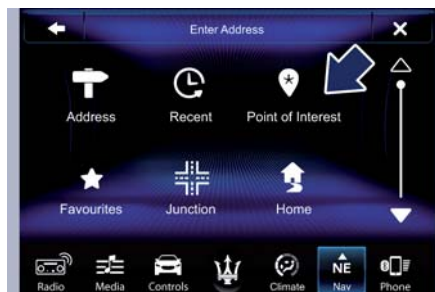 Enter Address
Address Recent Point of Interest
Favourites Junction Home
NE
Radio Media Controls Climate Nav Phone